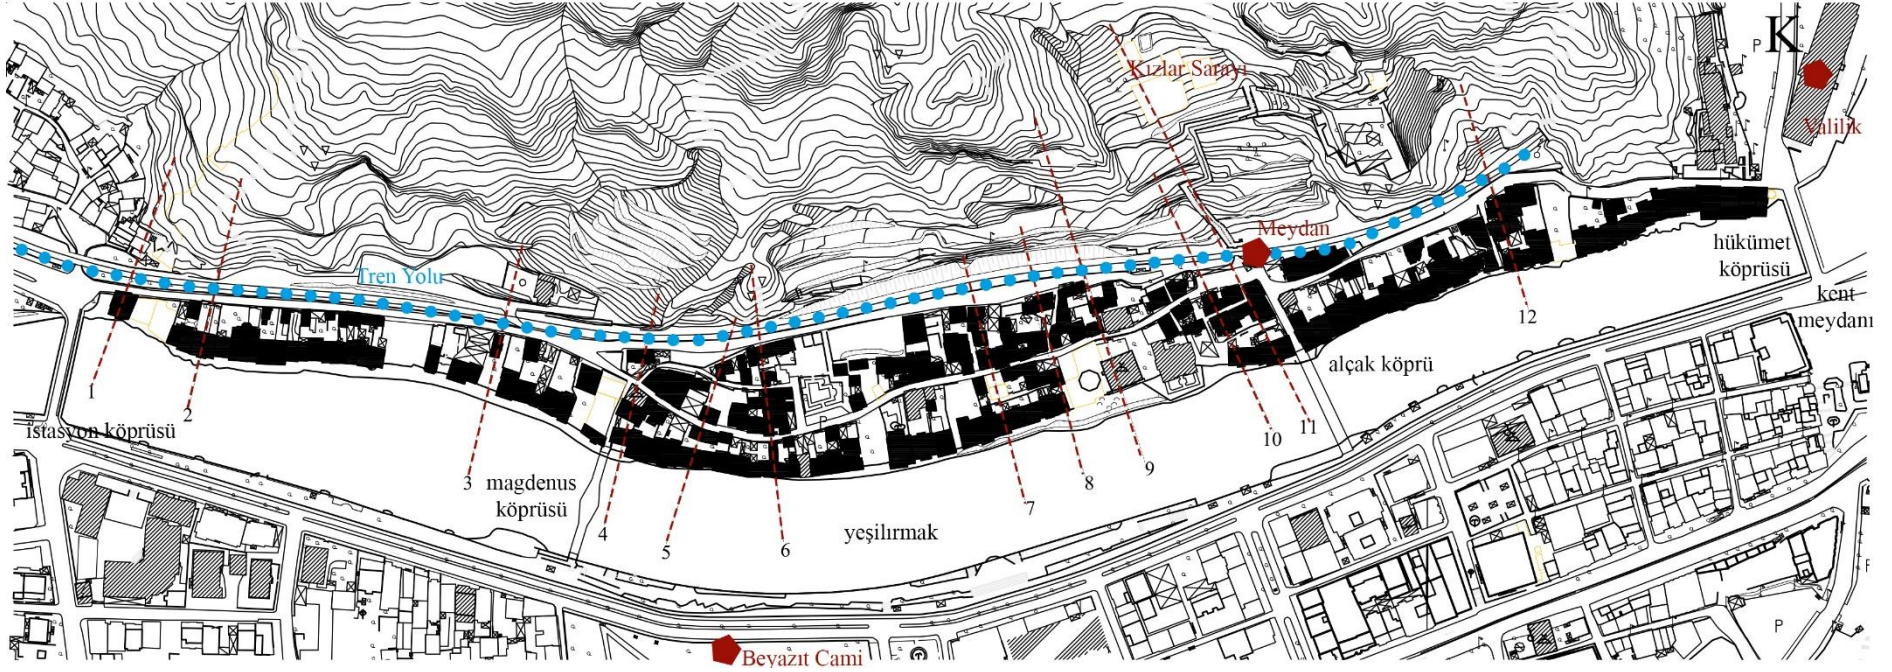 P
K
Kızlar Sarayı
Valilik
Meydan
Tren Yolu
hükümet
köprüsü
kent
meydanı
12
alçak köprü
1
2
istasyon köprüsü
3
magdenus
köprüsü
4
5
6
7
8
9
10
11
yeşilırmak
P
P
Beyazıt Cami